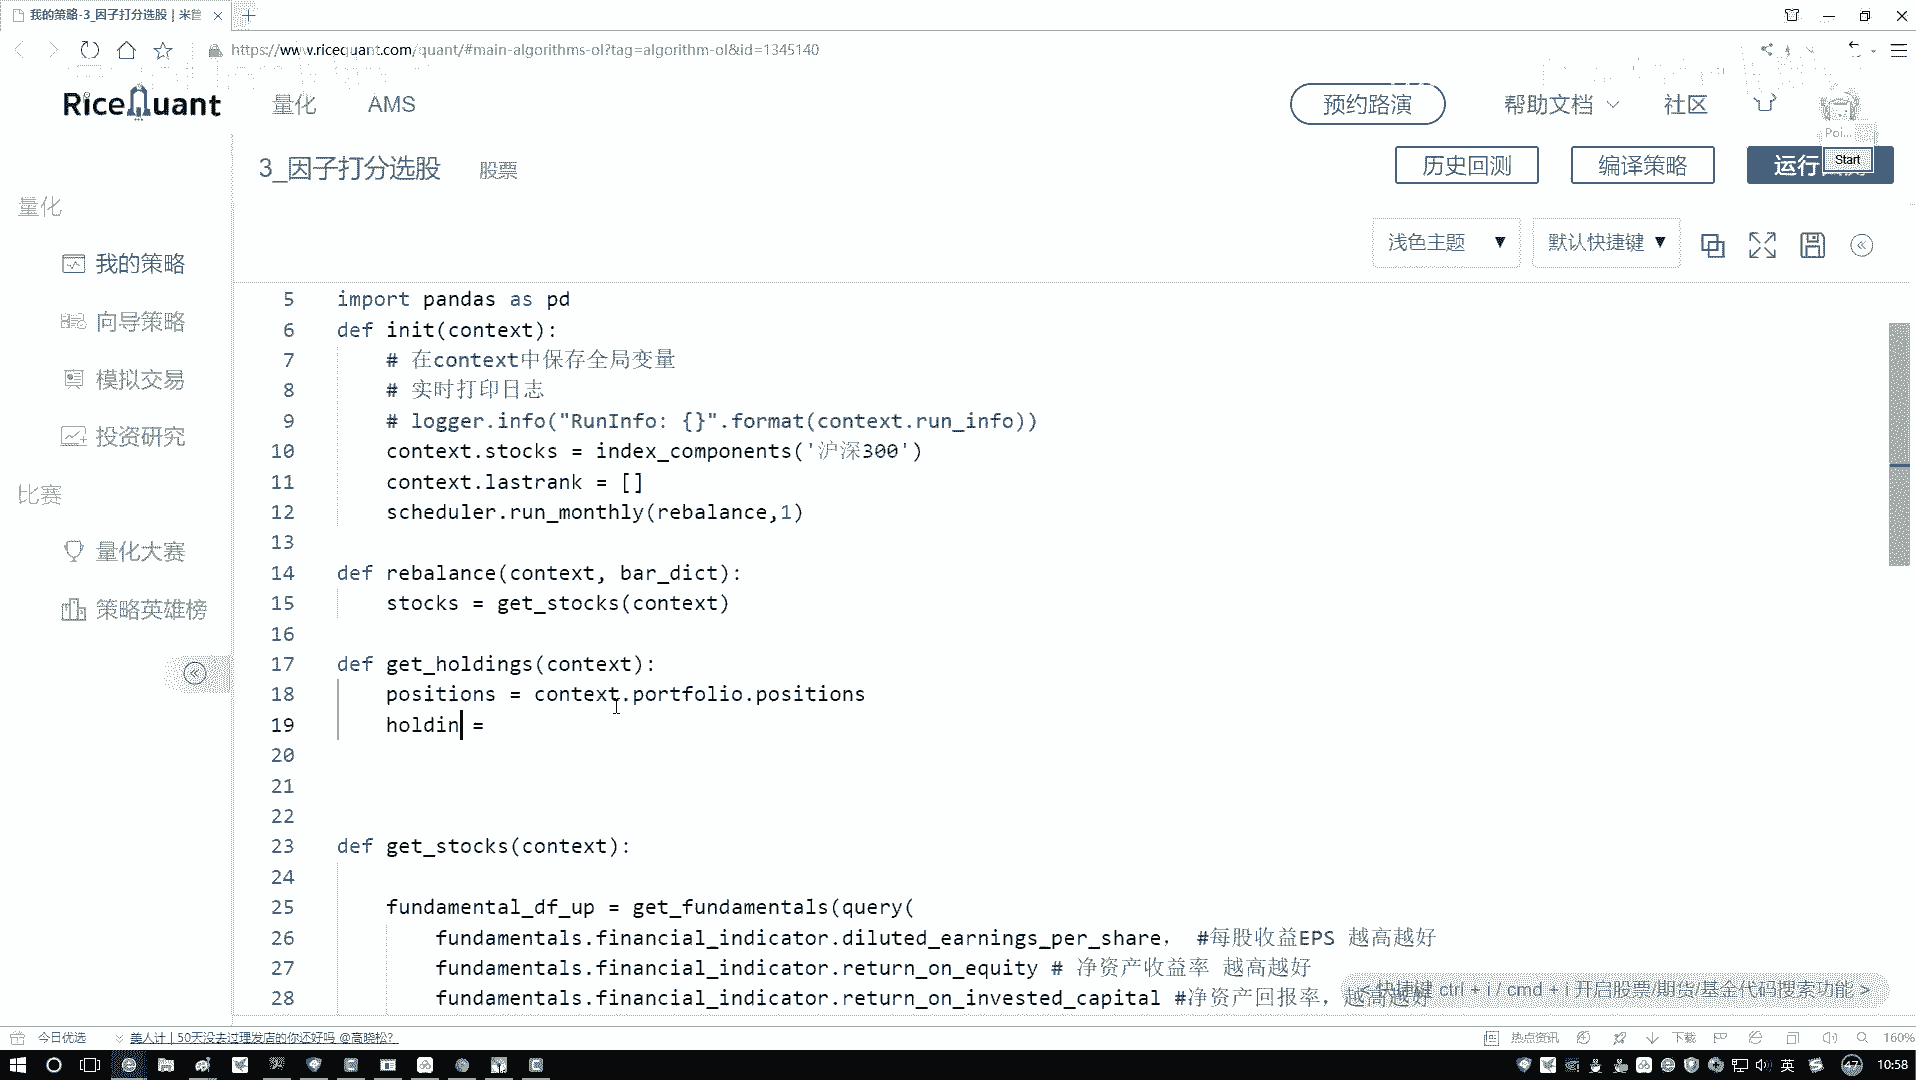 我的策略-3_因子打分选股 | 米筐
https://www.ricequant.com/quant/#main-algorithms-ol?tag=algorithm-ol&id=1345140
RiceQuant 量化 AMS 预约路演 帮助文档 社区
Poi...
Start
3_因子打分选股 股票 历史回测 编译策略 运行
浅色主题 默认快捷键
量化
我的策略
向导策略
模拟交易
投资研究
比赛
量化大赛
策略英雄榜
5 import pandas as pd
6 def init(context):
7 # 在context中保存全局变量
8 # 实时打印日志
9 # logger.info("RunInfo: {}".format(context.run_info))
10 context.stocks = index_components('沪深300')
11 context.lastrank = []
12 scheduler.run_monthly(rebalance,1)
13
14 def rebalance(context, bar_dict):
15 stocks = get_stocks(context)
16
17 def get_holdings(context):
18 positions = context.portfolio.positions
19 holdin =
20
21
22
23 def get_stocks(context):
24
25 fundamental_df_up = get_fundamentals(query(
26 fundamentals.financial_indicator.diluted_earnings_per_share， #每股收益EPS 越高越好
27 fundamentals.financial_indicator.return_on_equity # 净资产收益率 越高越好
28 fundamentals.financial_indicator.return_on_invested_capital #净资产回报率，越高越好
< 快捷键 ctrl + i / cmd + i 开启股票/期货/基金代码搜索功能 >
今日优选 美人计 | 50天没去过理发店的你还好吗 @高晓松? 热点资讯 下载 160%
英 47 10:58